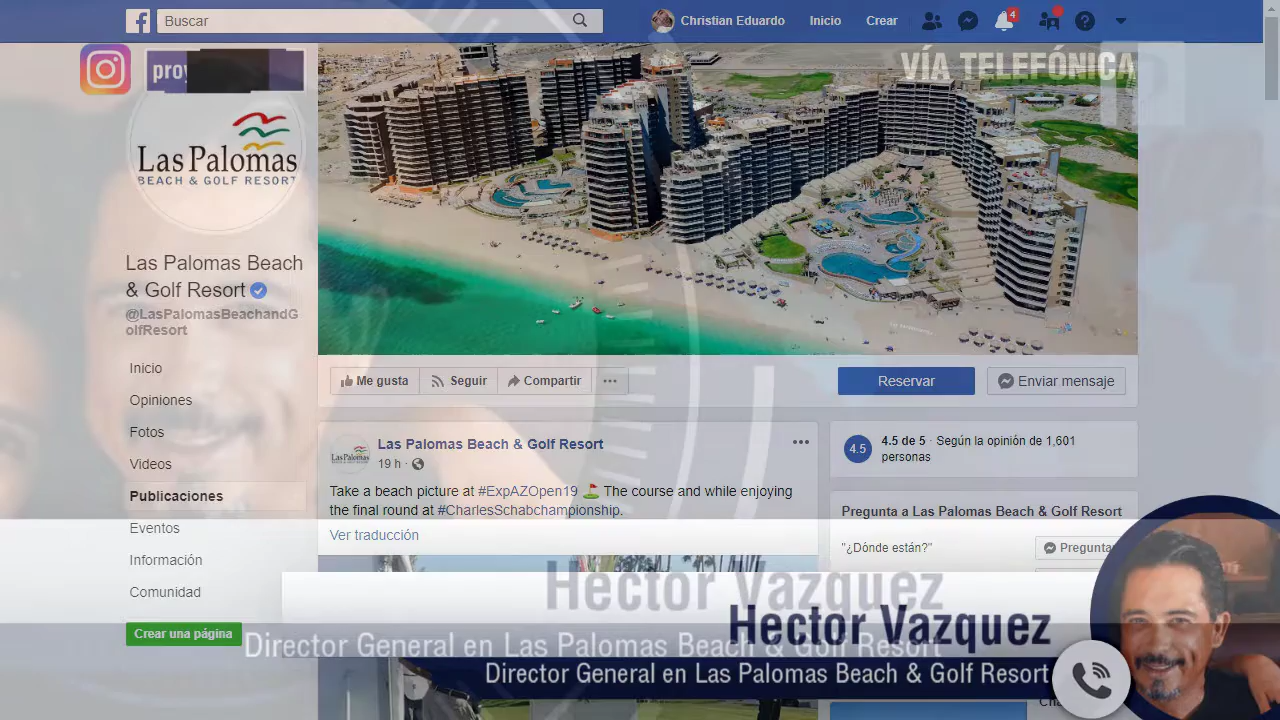 Buscar
Christian Eduardo
Inicio
Crear
4
proy
VÍA TELEFÓNICA
Las Palomas
BEACH & GOLF RESORT
Las Palomas Beach
& Golf Resort
@LasPalomasBeachandG
olfResort
Inicio
Opiniones
Fotos
Videos
Publicaciones
Eventos
Información
Comunidad
Crear una página
Me gusta
Seguir
Compartir
Reservar
Enviar mensaje
Las Palomas Beach & Golf Resort
19 h
Take a beach picture at #ExpAZOpen19 ⛳ The course and while enjoying
the final round at #CharlesSchabchampionship.
Ver traducción
4.5
4.5 de 5 · Según la opinión de 1,601
personas
Pregunta a Las Palomas Beach & Golf Resort
"¿Dónde están?"
Pregunta
Hector Vazquez
Director General en Las Palomas Beach & Golf Resort
Hector Vazquez
Director General en Las Palomas Beach & Golf Resort